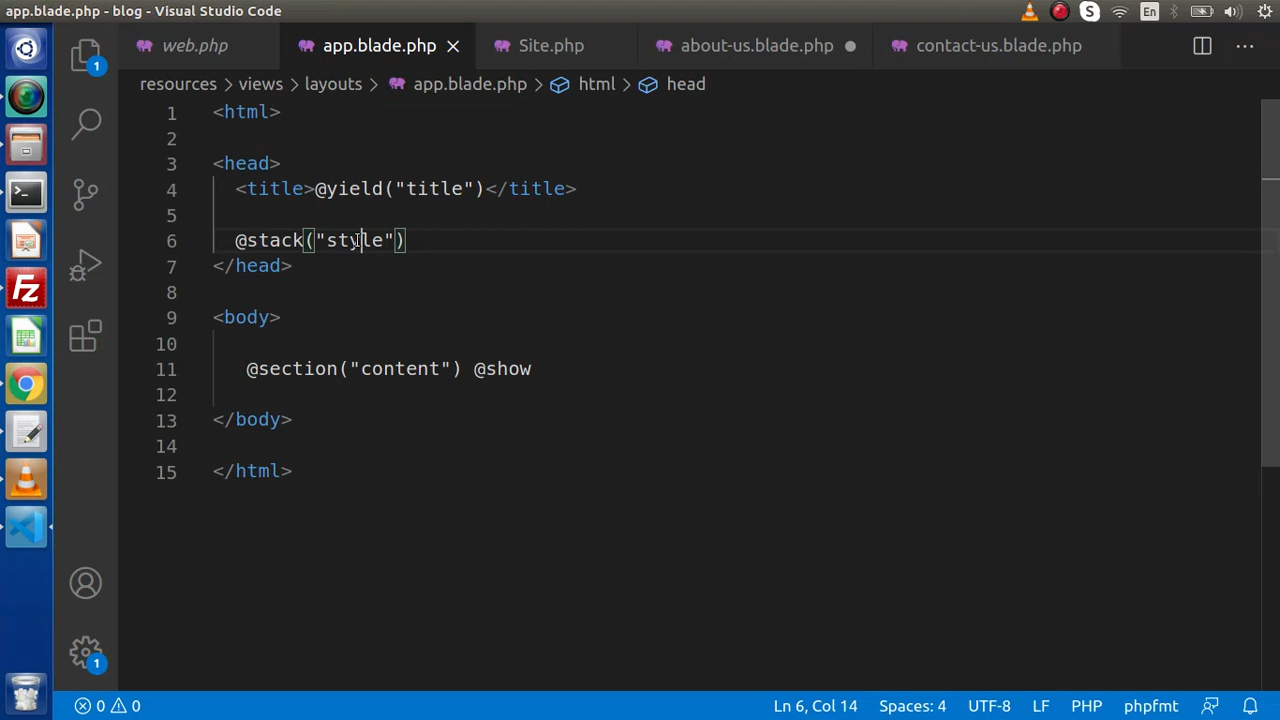 app.blade.php - blog - Visual Studio Code
S En
web.php app.blade.php Site.php about-us.blade.php contact-us.blade.php
resources views layouts app.blade.php html head
1 <html>
2
3 <head>
4 <title>@yield("title")</title>
5
6 @stack("style")
7 </head>
8
9 <body>
10
11 @section("content") @show
12
13 </body>
14
15 </html>
1
Fz
1
0 0 Ln 6, Col 14 Spaces: 4 UTF-8 LF PHP phpfmt